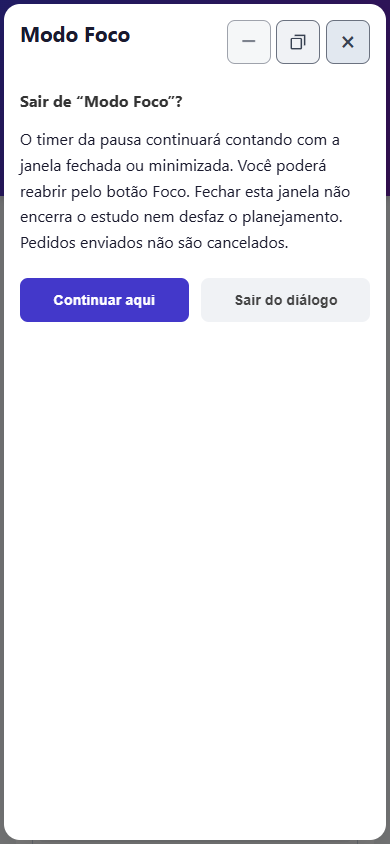 Modo Foco
Sair de “Modo Foco”?
O timer da pausa continuará contando com a
janela fechada ou minimizada. Você poderá
reabrir pelo botão Foco. Fechar esta janela não
encerra o estudo nem desfaz o planejamento.
Pedidos enviados não são cancelados.
Continuar aqui
Sair do diálogo